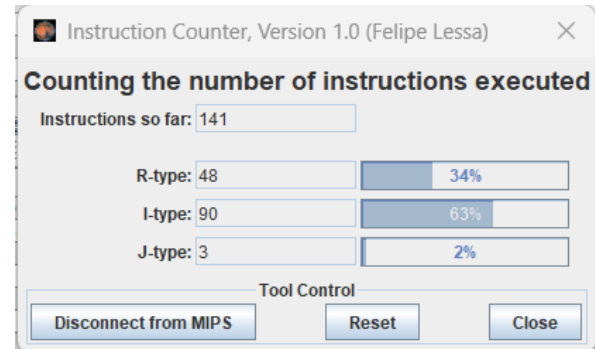 Instruction Counter, Version 1.0 (Felipe Lessa)
Counting the number of instructions executed
Instructions so far: 141
R-type: 48 34%
I-type: 90 63%
J-type: 3 2%
Tool Control
Disconnect from MIPS Reset Close